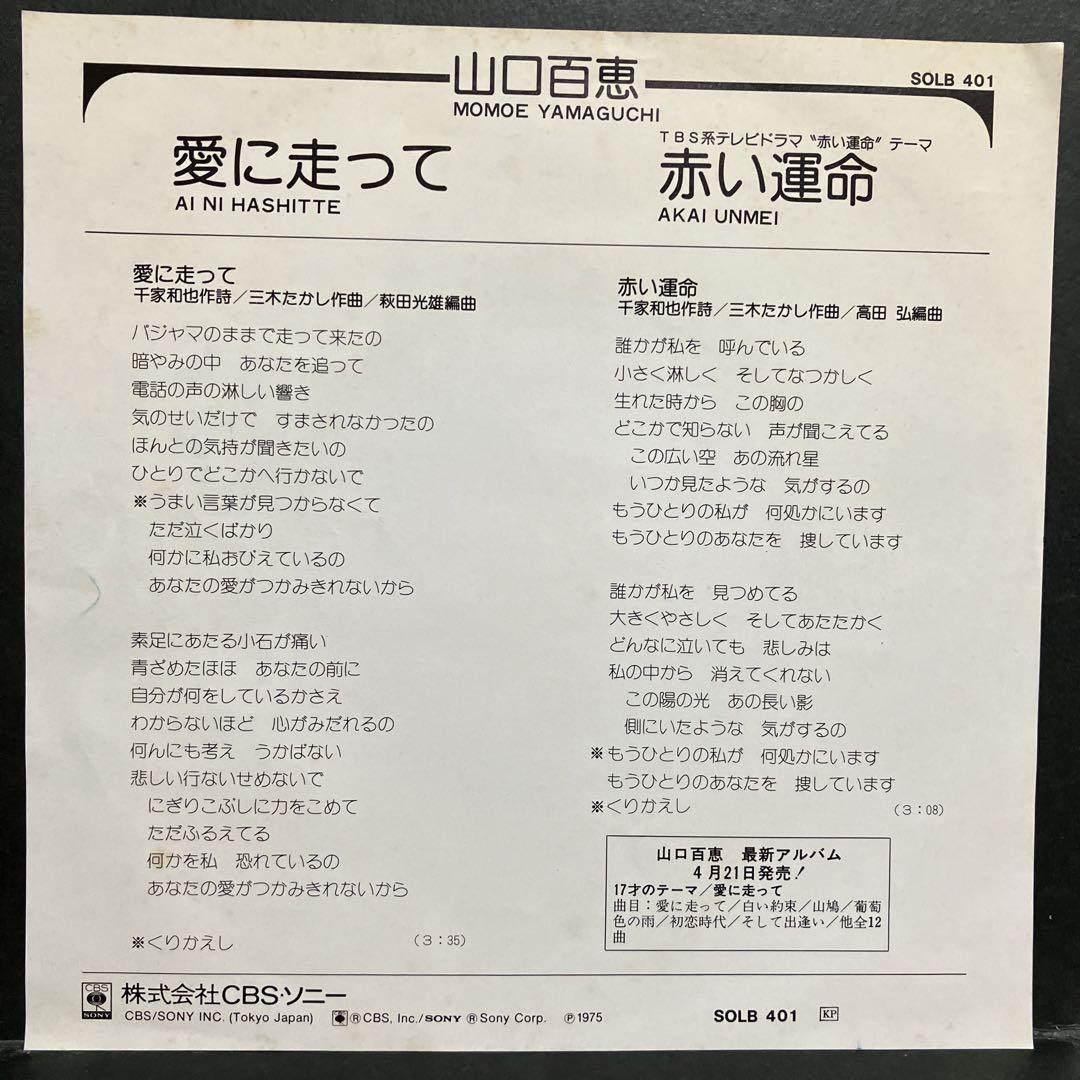 山口百恵
MOMOE YAMAGUCHI
SOLB 401
愛に走って
AI NI HASHITTE
TBS系テレビドラマ〝赤い運命〟テーマ
赤い運命
AKAI UNMEI
愛に走って
千家和也作詩／三木たかし作曲／萩田光雄編曲
パジャマのままで走って来たの
暗やみの中　あなたを追って
電話の声の淋しい響き
気のせいだけで　すまされなかったの
ほんとの気持が聞きたいの
ひとりでどこかへ行かないで
※うまい言葉が見つからなくて
ただ泣くばかり
何かに私おびえているの
あなたの愛がつかみきれないから
素足にあたる小石が痛い
青ざめたほほ　あなたの前に
自分が何をしているかさえ
わからないほど　心がみだれるの
何んにも考え　うかばない
悲しい行ないせめないで
にぎりこぶしに力をこめて
ただふるえてる
何かを私　恐れているの
あなたの愛がつかみきれないから
※くりかえし　(3:35)
赤い運命
千家和也作詩／三木たかし作曲／高田　弘編曲
誰かが私を　呼んでいる
小さく淋しく　そしてなつかしく
生れた時から　この胸の
どこかで知らない　声が聞こえてる
この広い空　あの流れ星
いつか見たような　気がするの
もうひとりの私が　何処かにいます
もうひとりのあなたを　捜しています
誰かが私を　見つめてる
大きくやさしく　そしてあたたかく
どんなに泣いても　悲しみは
私の中から　消えてくれない
この陽の光　あの長い影
側にいたような　気がするの
※もうひとりの私が　何処かにいます
もうひとりのあなたを　捜しています
※くりかえし　(3:08)
山口百恵　最新アルバム
4月21日発売！
17才のテーマ／愛に走って
曲目：愛に走って／白い約束／山鳩／葡萄
色の雨／初恋時代／そして出逢い／他全12
曲
CBS
SONY
株式会社CBS・ソニー
CBS/SONY INC. (Tokyo Japan)　®CBS, Inc./SONY ®Sony Corp.　℗1975
SOLB 401 KP